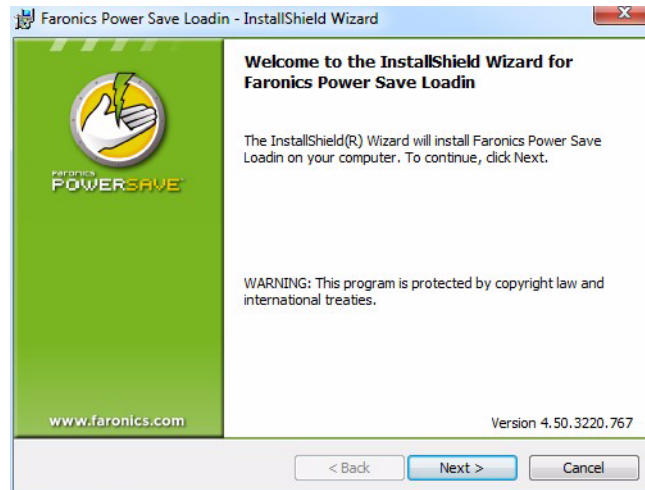 Faronics Power Save Loadin - InstallShield Wizard
X
Welcome to the InstallShield Wizard for
Faronics Power Save Loadin
The InstallShield(R) Wizard will install Faronics Power Save
Loadin on your computer. To continue, click Next.
FARONICS
POWERSAVE
WARNING: This program is protected by copyright law and
international treaties.
www.faronics.com
Version 4.50.3220.767
< Back
Next >
Cancel